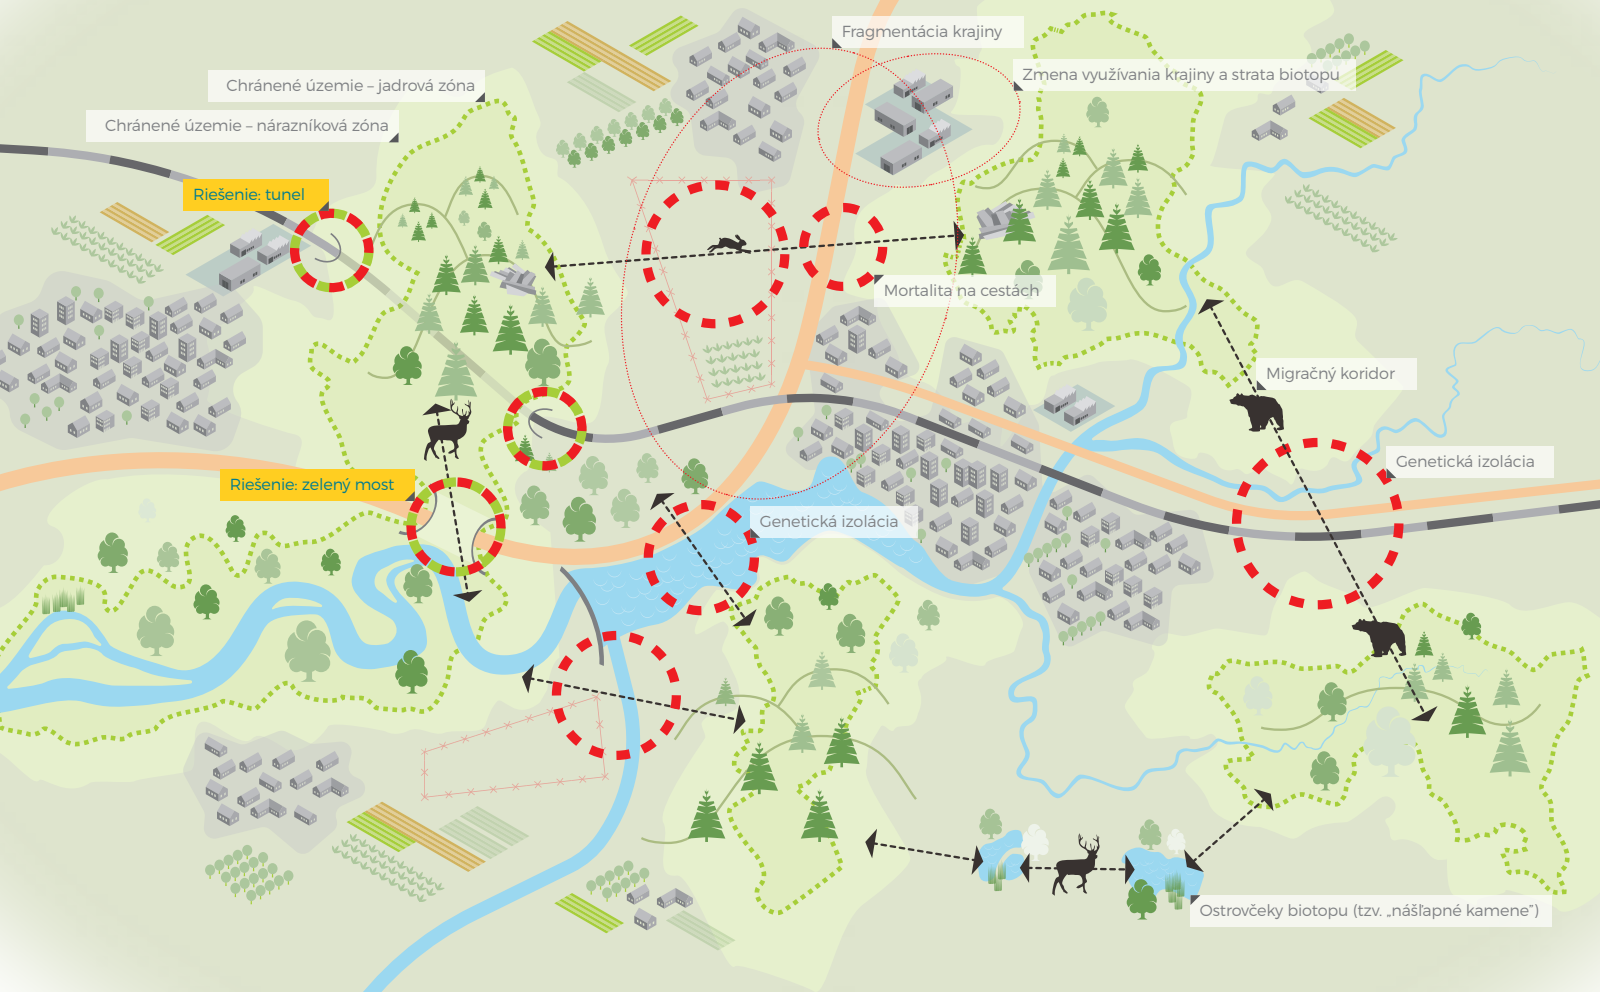 Fragmentácia krajiny
Zmena využívania krajiny a strata biotopu
Chránené územie – jadrová zóna
Chránené územie – nárazníková zóna
Riešenie: tunel
Mortalita na cestách
Migračný koridor
Genetická izolácia
Riešenie: zelený most
Genetická izolácia
Ostrovčeky biotopu (tzv. „nášľapné kamene”)